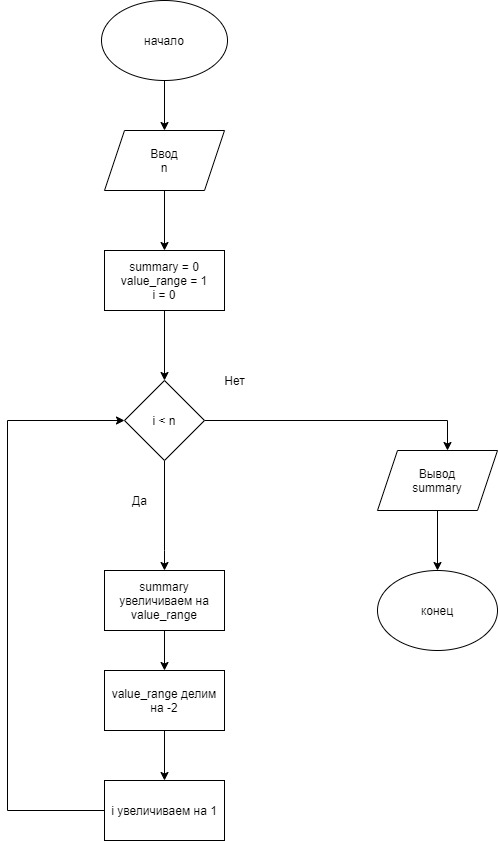 начало
Ввод
n
summary = 0
value_range = 1
i = 0
i < n
Нет
Да
Вывод
summary
summary
увеличиваем на
value_range
конец
value_range делим
на -2
i увеличиваем на 1